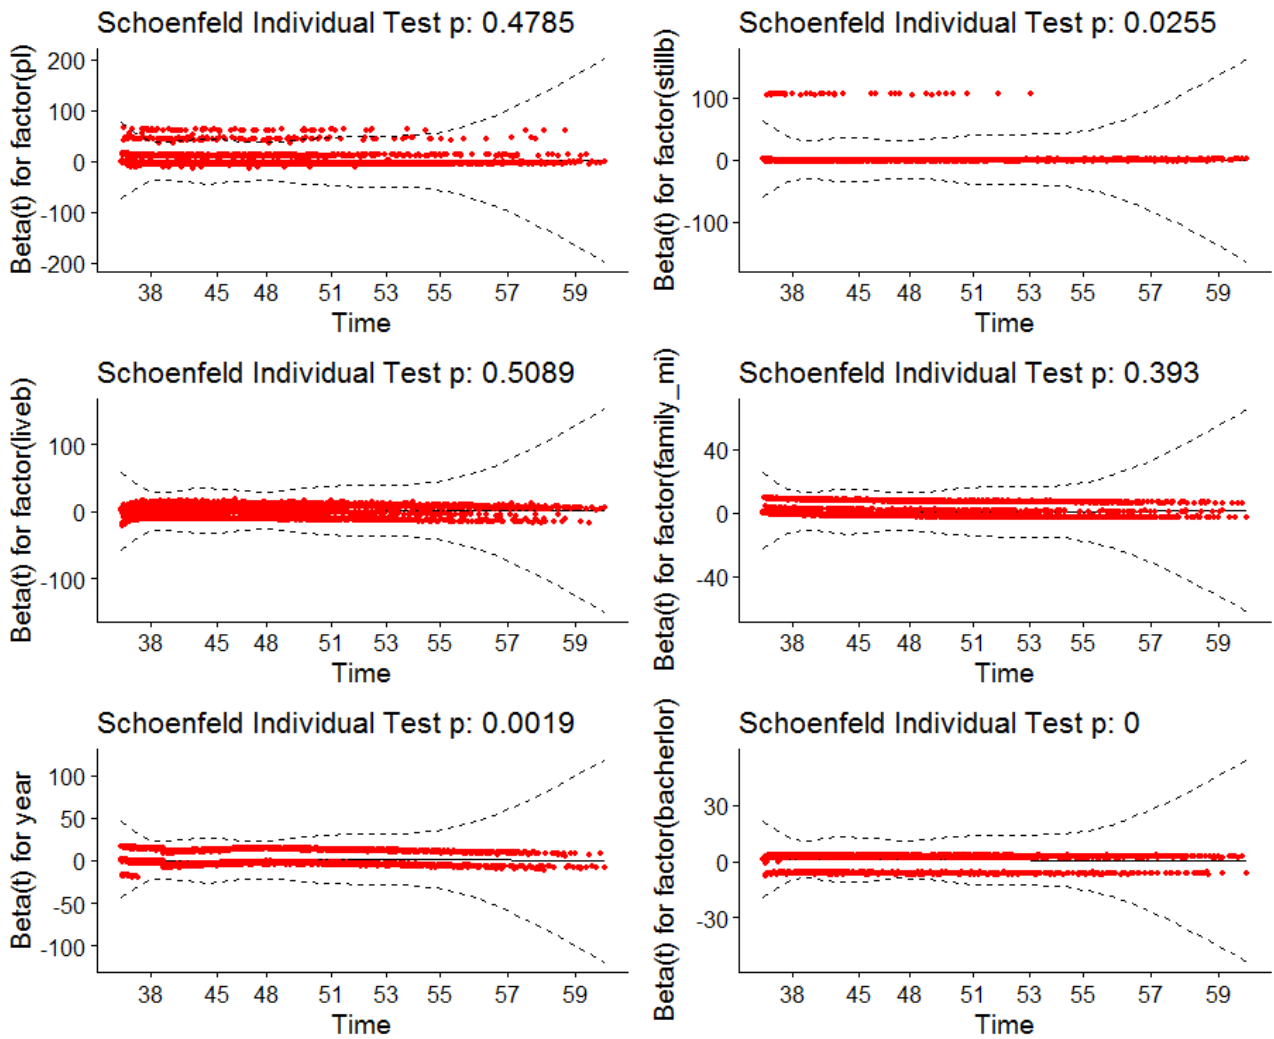 Schoenfeld Individual Test p: 0.4785
Beta(t) for factor(pl)
200
100
0
-100
-200
38 45 48 51 53 55 57 59
Time
Schoenfeld Individual Test p: 0.0255
Beta(t) for factor(stillb)
100
0
-100
38 45 48 51 53 55 57 59
Time
Schoenfeld Individual Test p: 0.5089
Beta(t) for factor(liveb)
100
0
-100
38 45 48 51 53 55 57 59
Time
Schoenfeld Individual Test p: 0.393
Beta(t) for factor(family_mi)
40
0
-40
38 45 48 51 53 55 57 59
Time
Schoenfeld Individual Test p: 0.0019
Beta(t) for year
100
50
0
-50
-100
38 45 48 51 53 55 57 59
Time
Schoenfeld Individual Test p: 0
Beta(t) for factor(bacherlor)
30
0
-30
38 45 48 51 53 55 57 59
Time